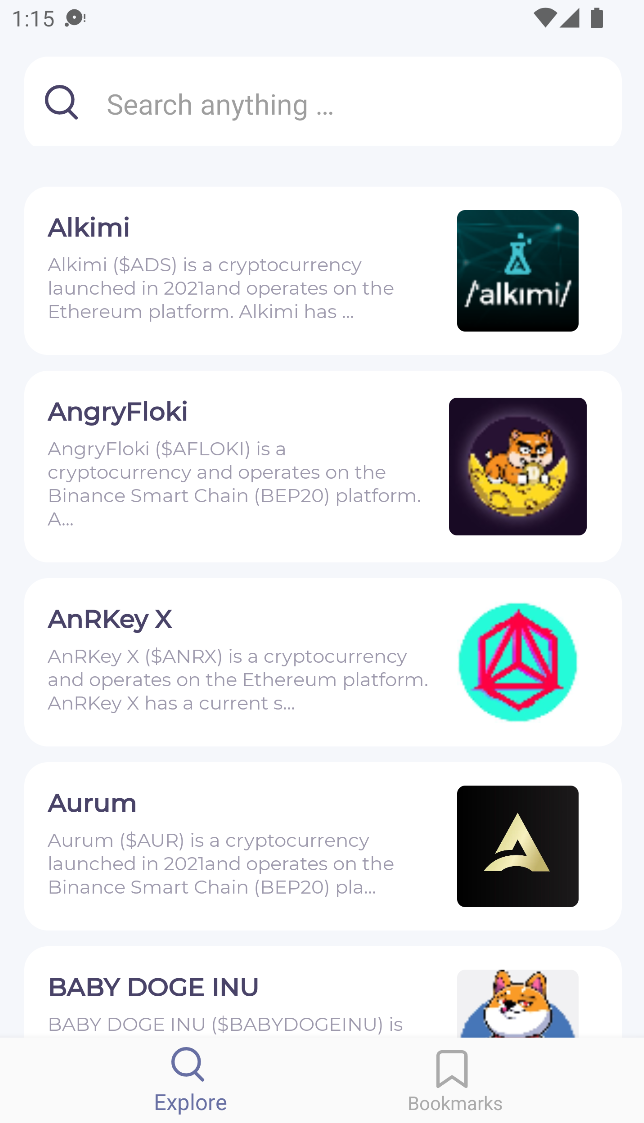 1:15
Search anything ...
Alkimi
Alkimi ($ADS) is a cryptocurrency
launched in 2021and operates on the
Ethereum platform. Alkimi has ...
/alkimi/
AngryFloki
AngryFloki ($AFLOKI) is a
cryptocurrency and operates on the
Binance Smart Chain (BEP20) platform.
A...
AnRKey X
AnRKey X ($ANRX) is a cryptocurrency
and operates on the Ethereum platform.
AnRKey X has a current s...
Aurum
Aurum ($AUR) is a cryptocurrency
launched in 2021and operates on the
Binance Smart Chain (BEP20) pla...
BABY DOGE INU
BABY DOGE INU ($BABYDOGEINU) is
Explore
Bookmarks